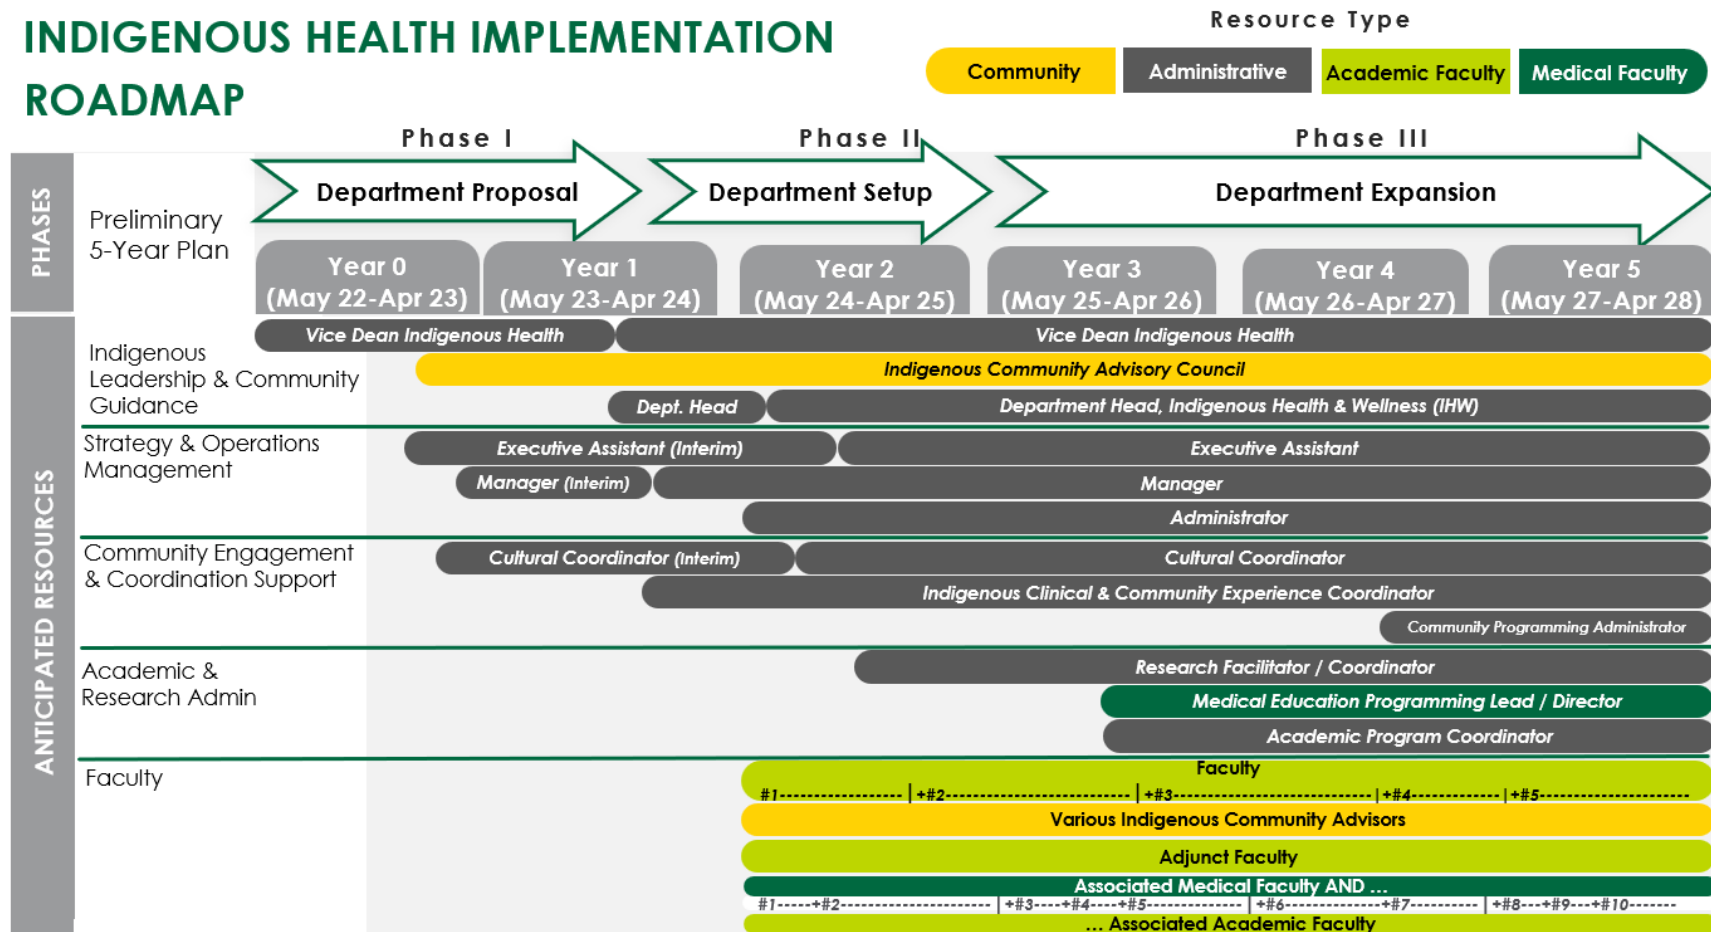 INDIGENOUS HEALTH IMPLEMENTATION
ROADMAP
Resource Type
Community
Administrative
Academic Faculty
Medical Faculty
Phase I
Phase II
Phase III
PHASES
Preliminary
5-Year Plan
Department Proposal
Department Setup
Department Expansion
Year 0
(May 22-Apr 23)
Year 1
(May 23-Apr 24)
Year 2
(May 24-Apr 25)
Year 3
(May 25-Apr 26)
Year 4
(May 26-Apr 27)
Year 5
(May 27-Apr 28)
ANTICIPATED RESOURCES
Indigenous
Leadership & Community
Guidance
Vice Dean Indigenous Health
Vice Dean Indigenous Health
Indigenous Community Advisory Council
Dept. Head
Department Head, Indigenous Health & Wellness (IHW)
Strategy & Operations
Management
Executive Assistant (Interim)
Executive Assistant
Manager (Interim)
Manager
Administrator
Community Engagement
& Coordination Support
Cultural Coordinator (Interim)
Cultural Coordinator
Indigenous Clinical & Community Experience Coordinator
Community Programming Administrator
Academic &
Research Admin
Research Facilitator / Coordinator
Medical Education Programming Lead / Director
Academic Program Coordinator
Faculty
Faculty
#1------------------ | +#2--------------------------- | +#3----------------------------- | +#4------------- | +#5----------------------
Various Indigenous Community Advisors
Adjunct Faculty
Associated Medical Faculty AND ...
#1-----+#2---------------------- | +#3----+#4----+#5-------------- | +#6--------------+#7---------- | +#8---+#9---+#10-------
... Associated Academic Faculty